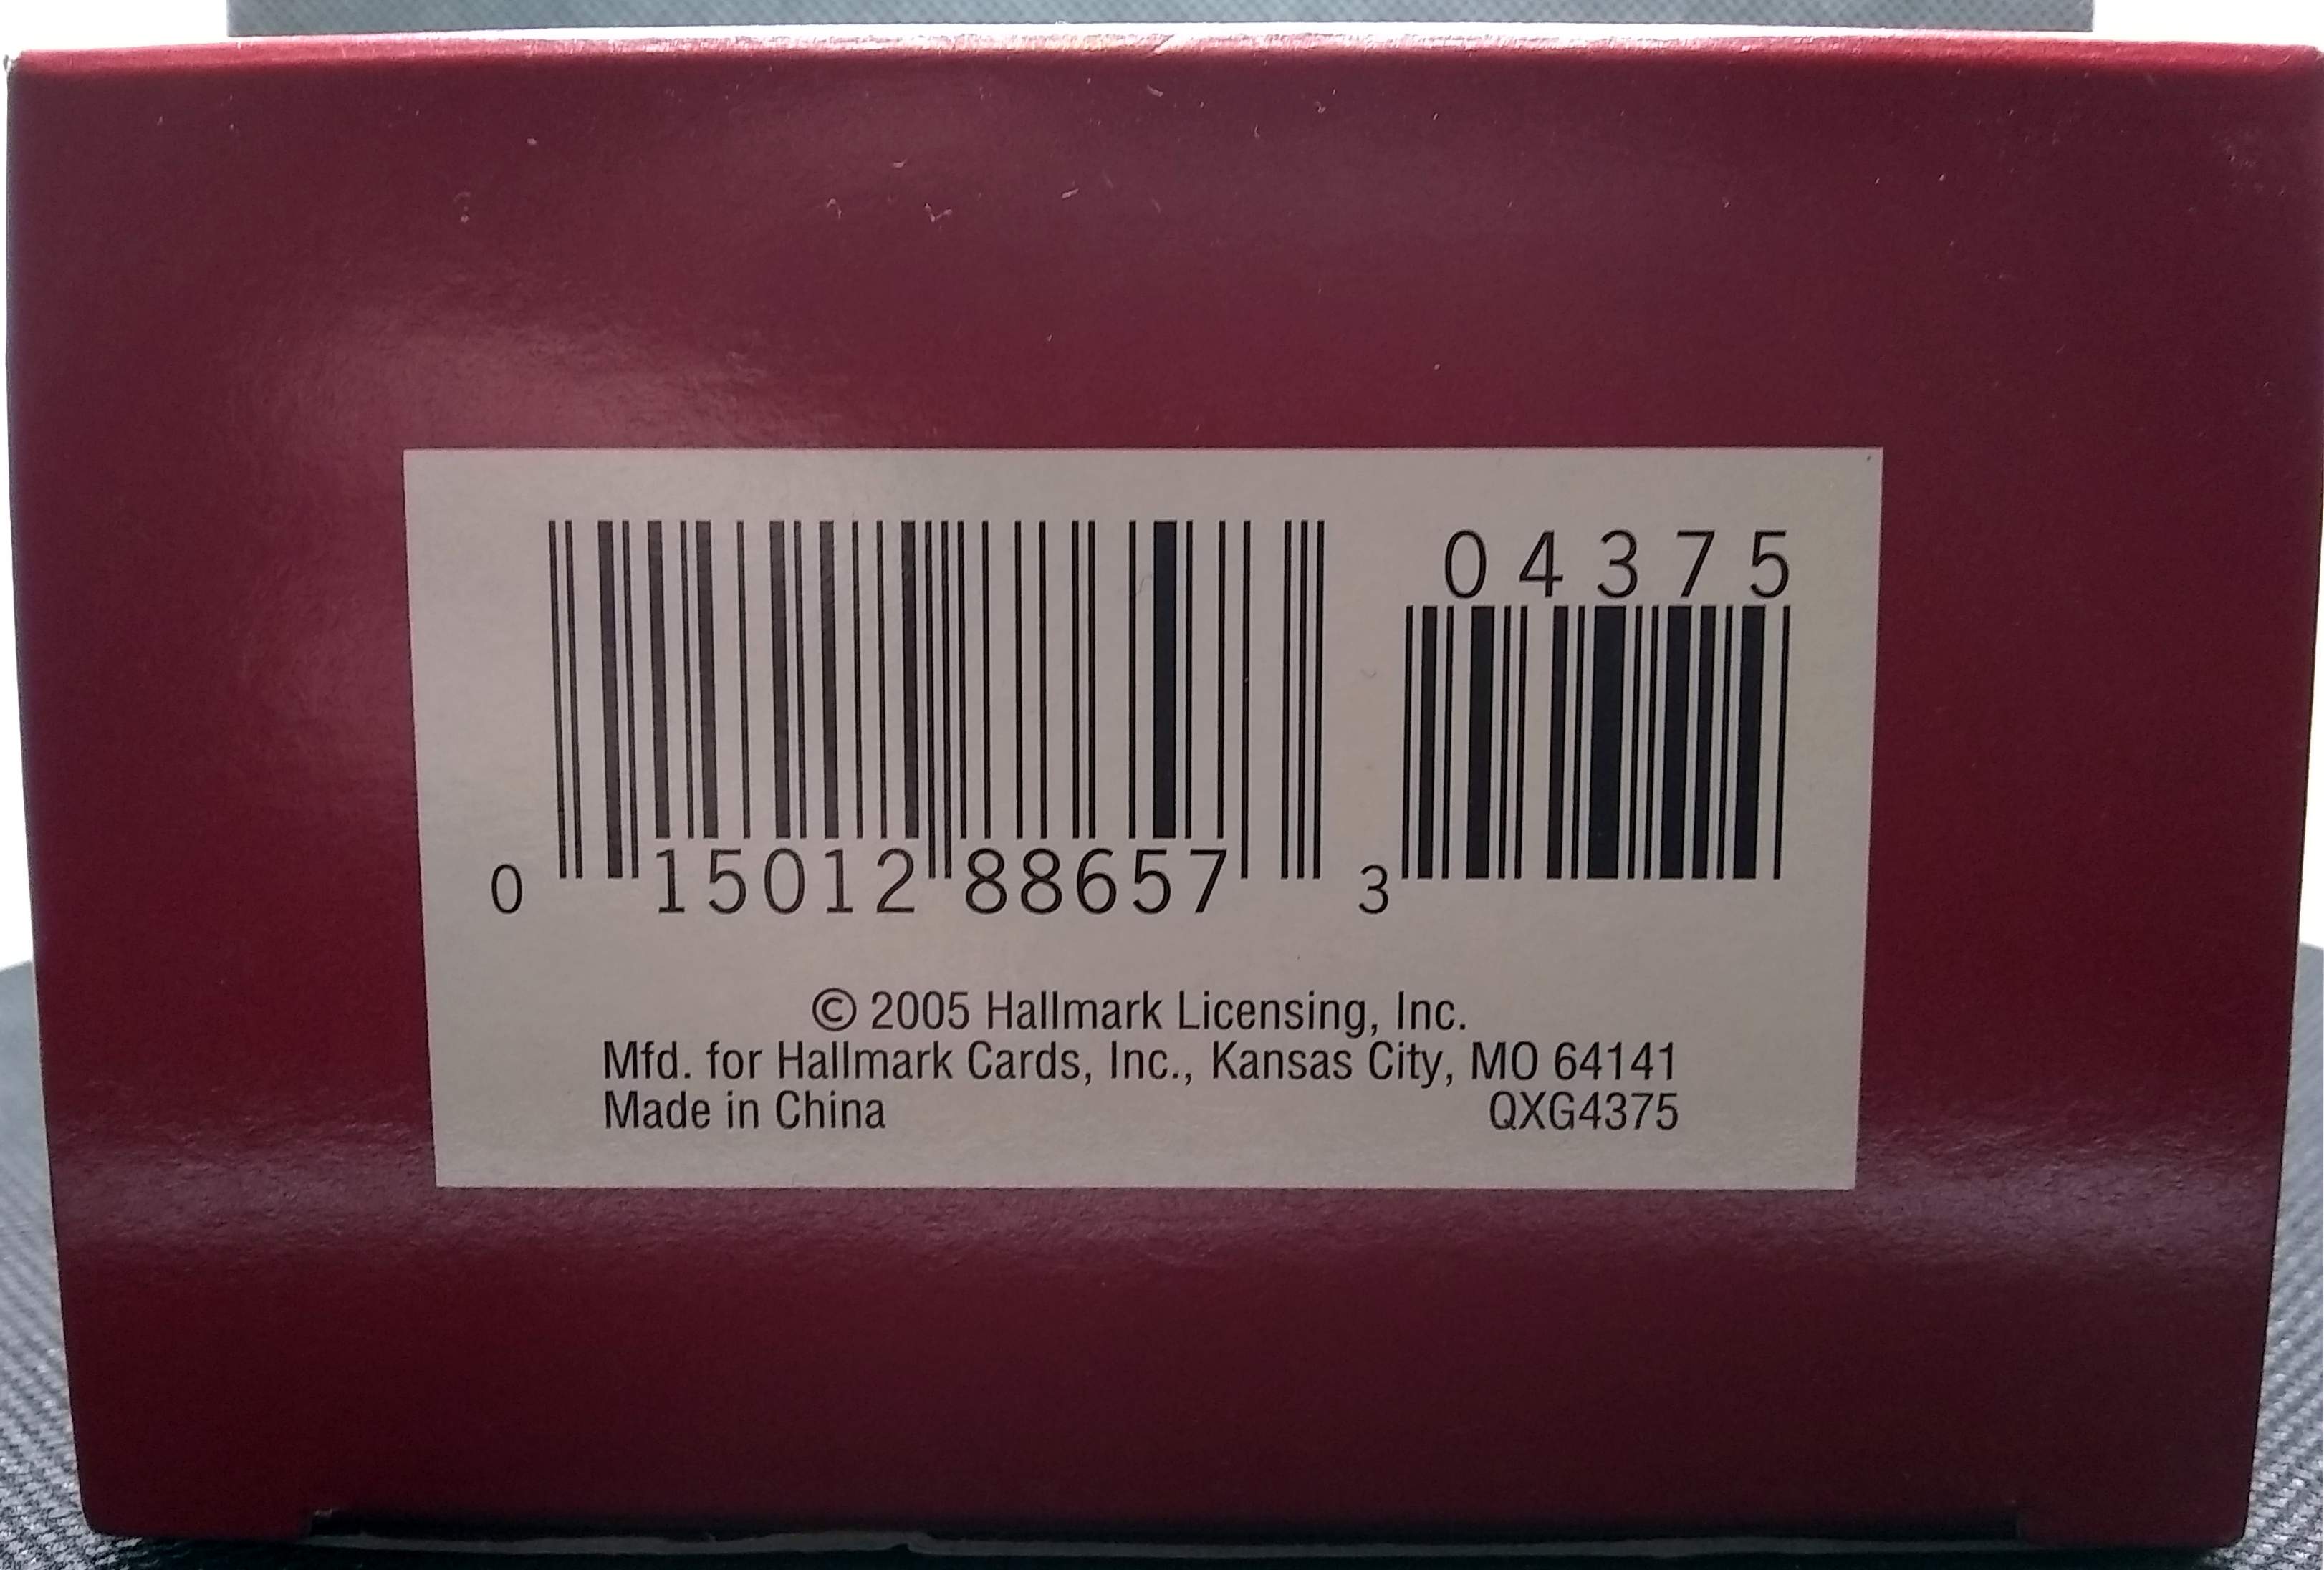 04375
0 15012 88657 3
© 2005 Hallmark Licensing, Inc.
Mfd. for Hallmark Cards, Inc., Kansas City, MO 64141
Made in China QXG4375